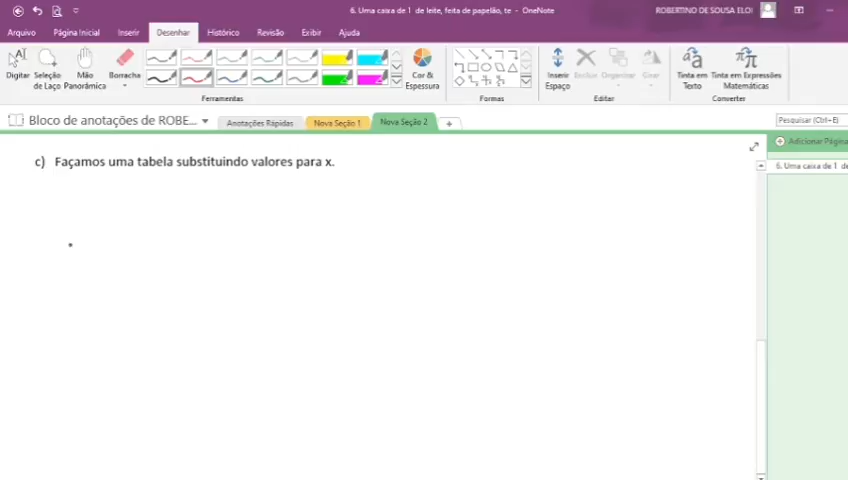 6. Uma caixa de 1 de leite, feita de papelão, te - OneNote
ROBERTINO DE SOUSA ELOI
Arquivo Página Inicial Inserir Desenhar Histórico Revisão Exibir Ajuda
Digitar Seleção de Laço Mão Panorâmica Borracha Cor & Espessura Inserir Espaço Excluir Organizar Girar Tinta em Texto Tinta em Expressões Matemáticas
Ferramentas Formas Editar Converter
Bloco de anotações de ROBE... Anotações Rápidas Nova Seção 1 Nova Seção 2 Pesquisar (Ctrl+E)
Adicionar Página
c) Façamos uma tabela substituindo valores para x.
6. Uma caixa de 1 de